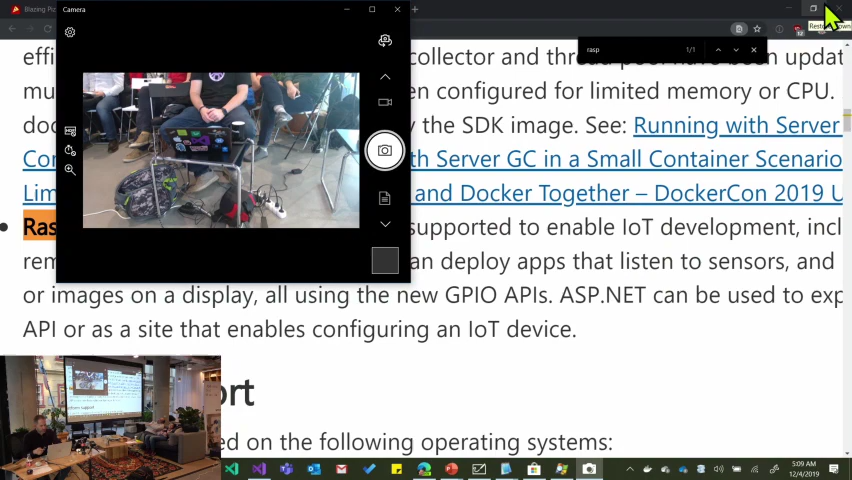 Blazing Piz
Camera
Restore Down
rasp
1/1
effi
collector and thread pool have been updat
mu
en configured for limited memory or CPU.
doc
y the SDK image. See: Running with Server
Con
th Server GC in a Small Container Scenario
Lim
and Docker Together – DockerCon 2019 U
Ras
supported to enable IoT development, incl
rem
an deploy apps that listen to sensors, and
or images on a display, all using the new GPIO APIs. ASP.NET can be used to exp
API or as a site that enables configuring an IoT device.
ort
ed on the following operating systems:
5:09 AM
12/4/2019